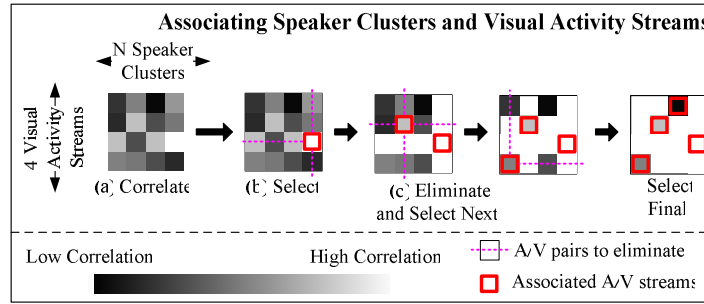 Associating Speaker Clusters and Visual Activity Streams
N Speaker
Clusters
4 Visual
Activity
Streams
(a) Correlate
(b) Select
(c) Eliminate
and Select Next
Select
Final
Low Correlation
High Correlation
A/V pairs to eliminate
Associated A/V streams